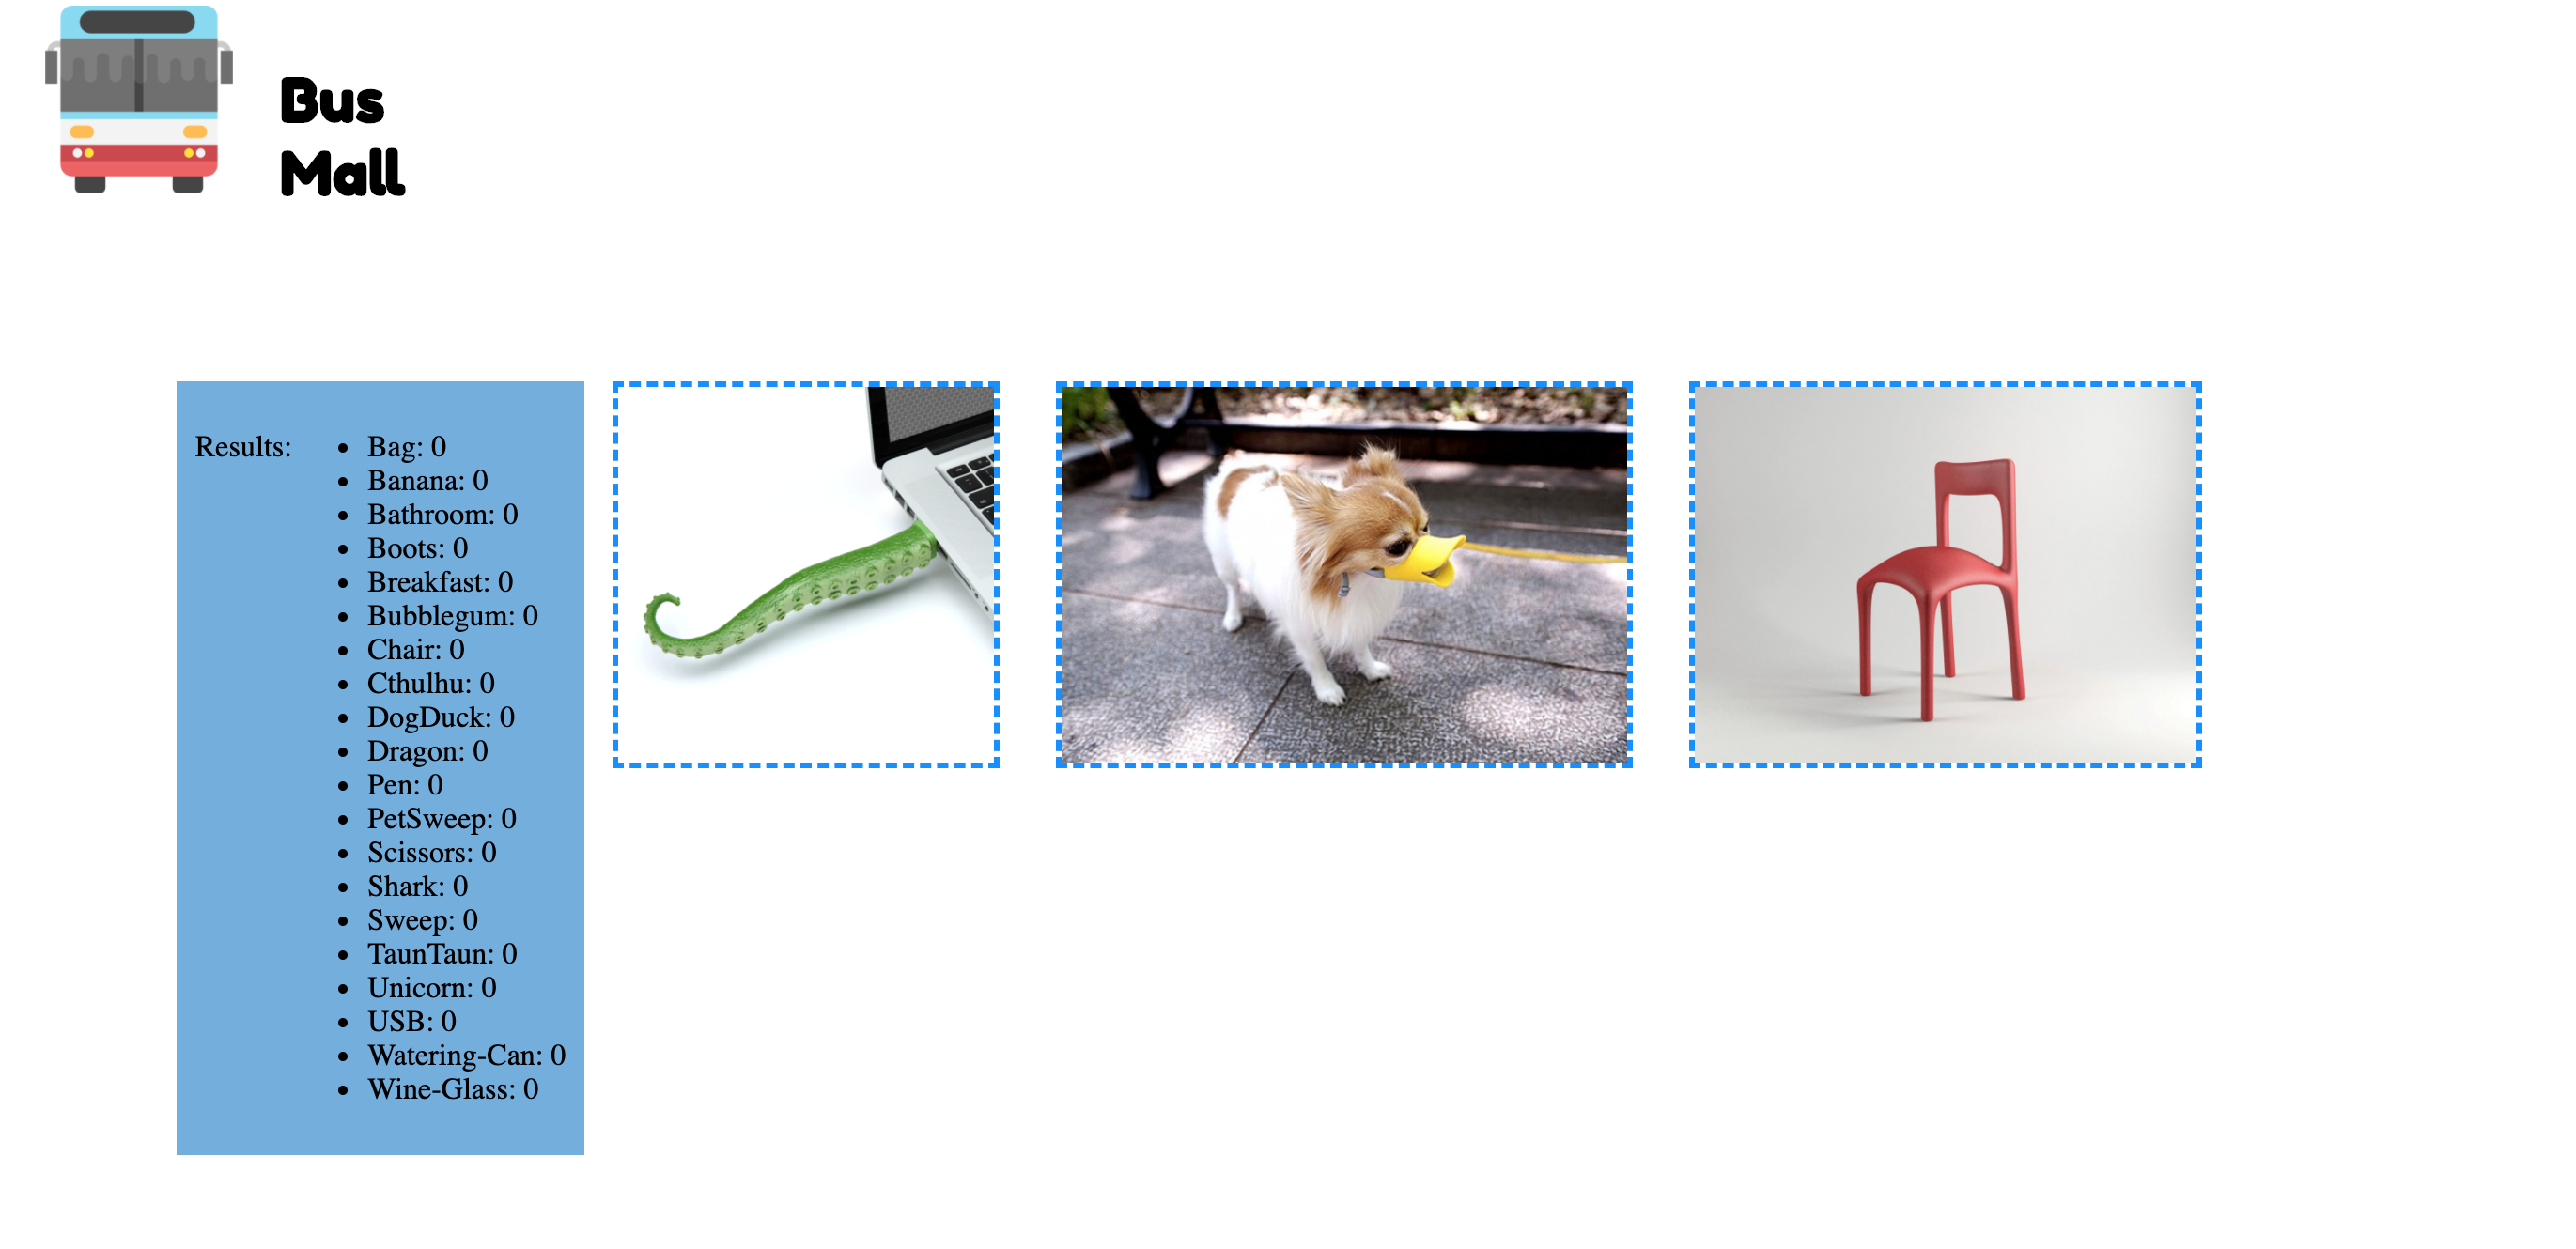 Bus
Mall
Results:
Bag: 0
Banana: 0
Bathroom: 0
Boots: 0
Breakfast: 0
Bubblegum: 0
Chair: 0
Cthulhu: 0
DogDuck: 0
Dragon: 0
Pen: 0
PetSweep: 0
Scissors: 0
Shark: 0
Sweep: 0
TaunTaun: 0
Unicorn: 0
USB: 0
Watering-Can: 0
Wine-Glass: 0